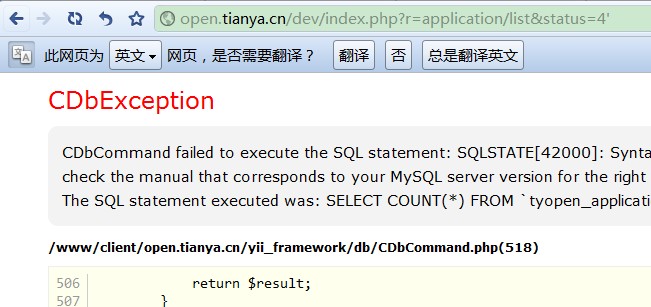 open.tianya.cn/dev/index.php?r=application/list&status=4'
此网页为 英文 网页，是否需要翻译？ 翻译 否 总是翻译英文
CDbException
CDbCommand failed to execute the SQL statement: SQLSTATE[42000]: Synta
check the manual that corresponds to your MySQL server version for the right
The SQL statement executed was: SELECT COUNT(*) FROM `tyopen_applicati
/www/client/open.tianya.cn/yii_framework/db/CDbCommand.php(518)
506 return $result;
507 }